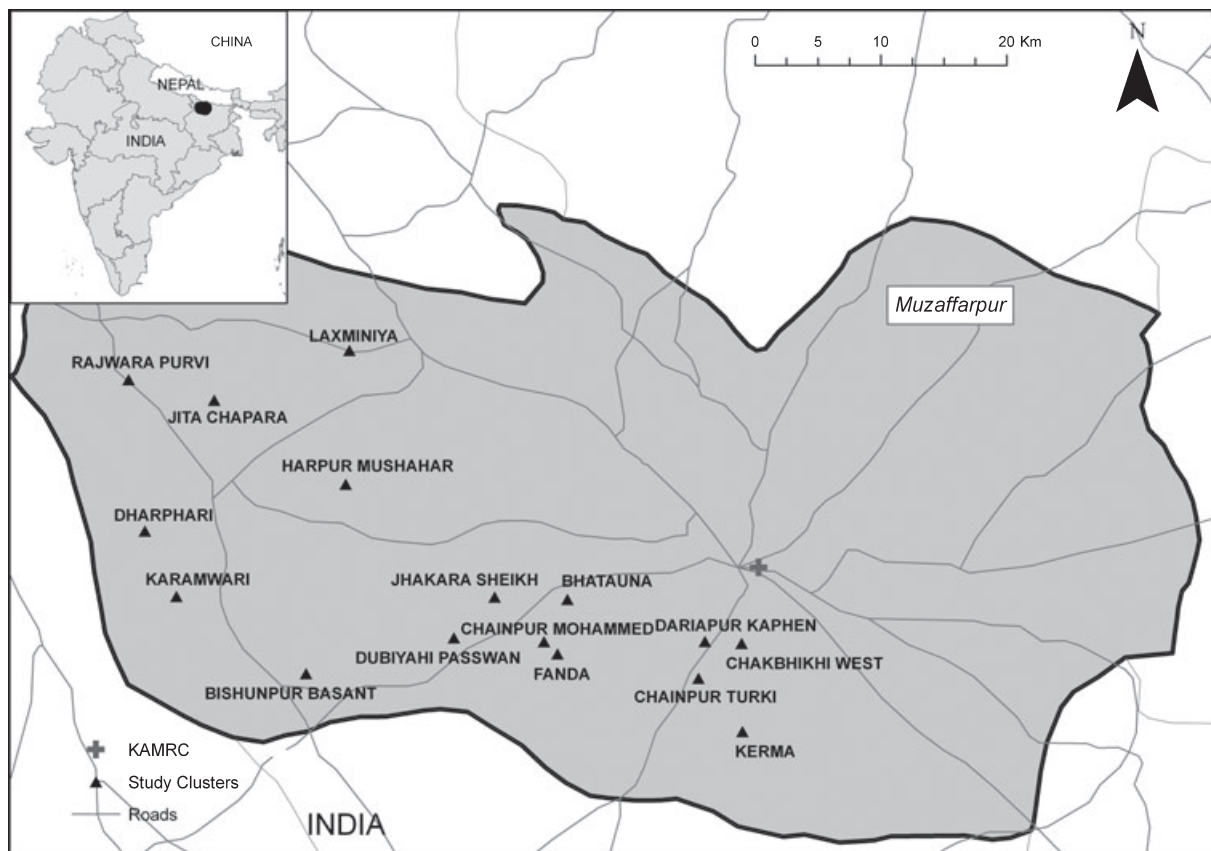 CHINA
NEPAL
INDIA
0 5 10 20 Km
N
Muzaffarpur
LAXMINIYA
RAJWARA PURVI
JITA CHAPARA
HARPUR MUSHAHAR
DHARPHARI
KARAMWARI
JHAKARA SHEIKH
BHATAUNA
CHAINPUR MOHAMMED
DARIAPUR KAPHEN
DUBIYAHI PASSWAN
FANDA
CHAKBHIKHI WEST
BISHUNPUR BASANT
CHAINPUR TURKI
KERMA
KAMRC
Study Clusters
Roads
INDIA